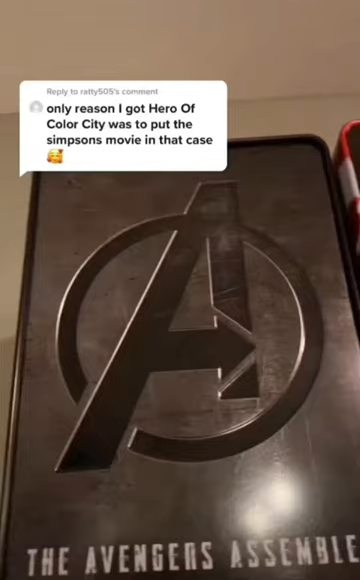 Reply to ratty505's comment
only reason I got Hero Of
Color City was to put the
simpsons movie in that case
🥰
THE AVENGERS ASSEMBLE